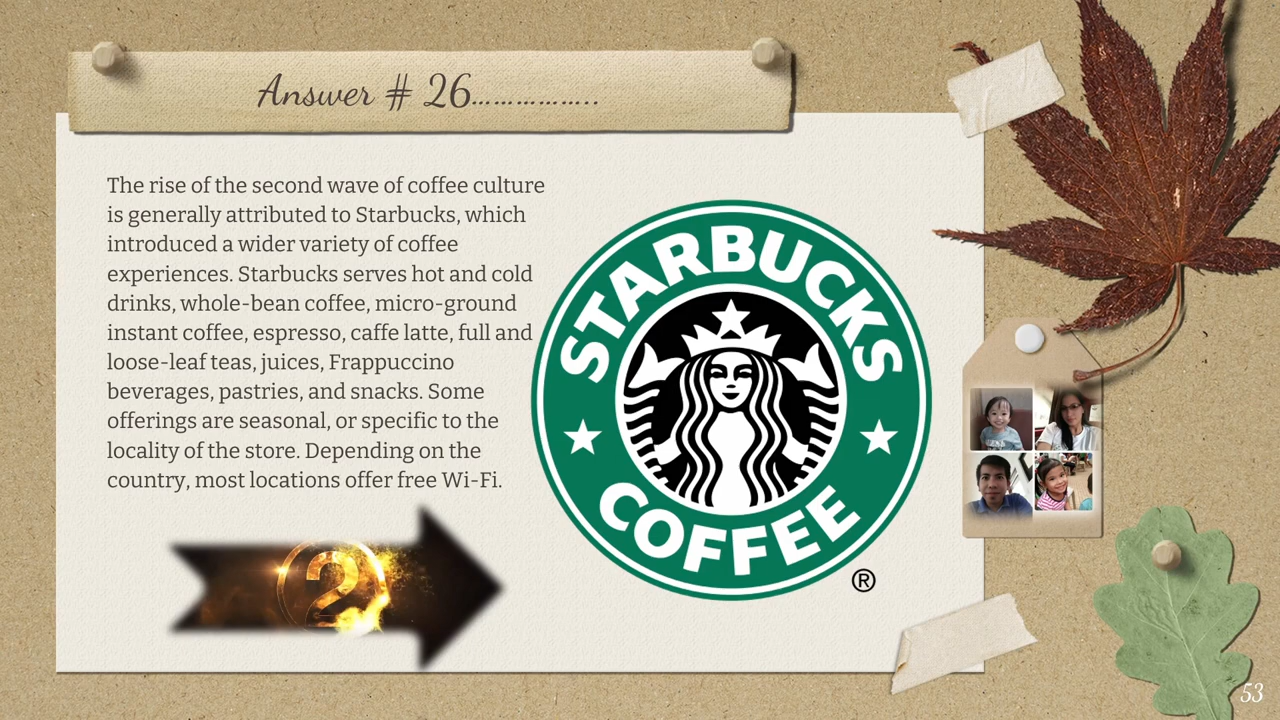 Answer # 26……………..
The rise of the second wave of coffee culture
is generally attributed to Starbucks, which
introduced a wider variety of coffee
experiences. Starbucks serves hot and cold
drinks, whole-bean coffee, micro-ground
instant coffee, espresso, caffe latte, full and
loose-leaf teas, juices, Frappuccino
beverages, pastries, and snacks. Some
offerings are seasonal, or specific to the
locality of the store. Depending on the
country, most locations offer free Wi-Fi.
STARBUCKS
COFFEE
®
2
53